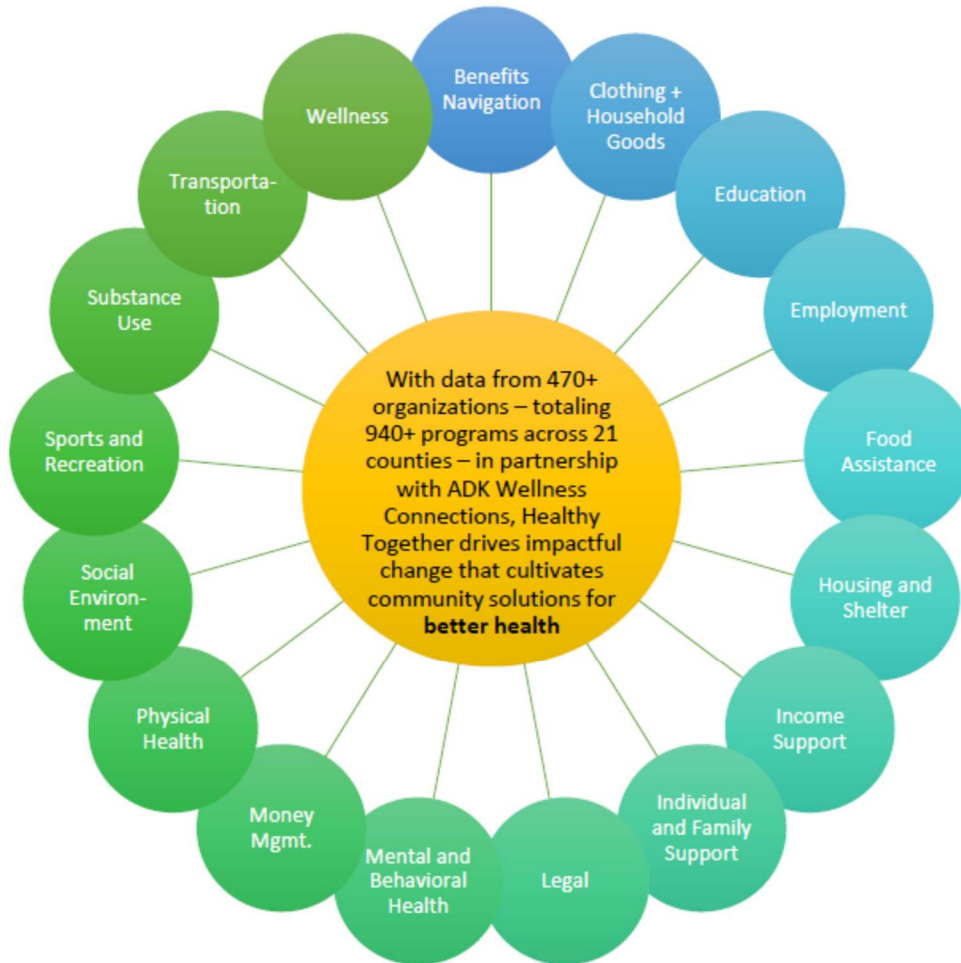 Benefits
Navigation
Clothing +
Household
Goods
Education
Employment
Food
Assistance
Housing and
Shelter
Income
Support
Individual
and Family
Support
Legal
Mental and
Behavioral
Health
Money
Mgmt.
Physical
Health
Social
Environ-
ment
Sports and
Recreation
Substance
Use
Transporta-
tion
Wellness
With data from 470+
organizations – totaling
940+ programs across 21
counties – in partnership
with ADK Wellness
Connections, Healthy
Together drives impactful
change that cultivates
community solutions for
better health